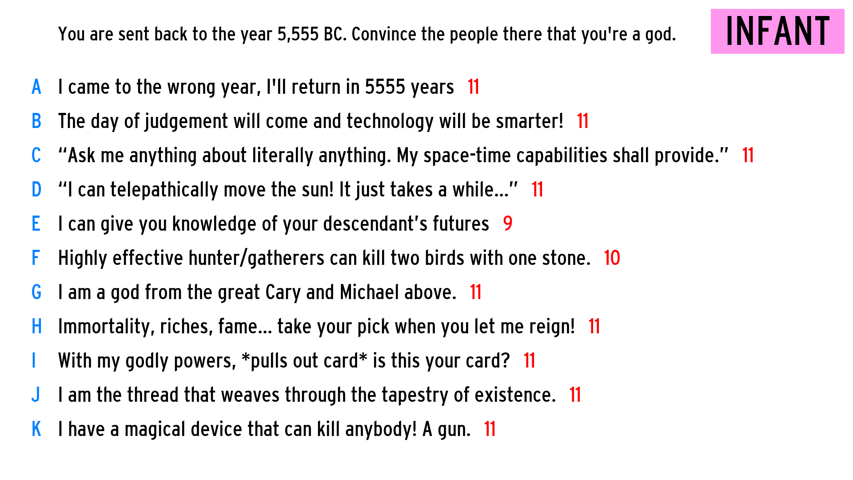 You are sent back to the year 5,555 BC. Convince the people there that you're a god.
INFANT
A I came to the wrong year, I'll return in 5555 years 11
B The day of judgement will come and technology will be smarter! 11
C “Ask me anything about literally anything. My space-time capabilities shall provide.” 11
D “I can telepathically move the sun! It just takes a while...” 11
E I can give you knowledge of your descendant’s futures 9
F Highly effective hunter/gatherers can kill two birds with one stone. 10
G I am a god from the great Cary and Michael above. 11
H Immortality, riches, fame... take your pick when you let me reign! 11
I With my godly powers, *pulls out card* is this your card? 11
J I am the thread that weaves through the tapestry of existence. 11
K I have a magical device that can kill anybody! A gun. 11